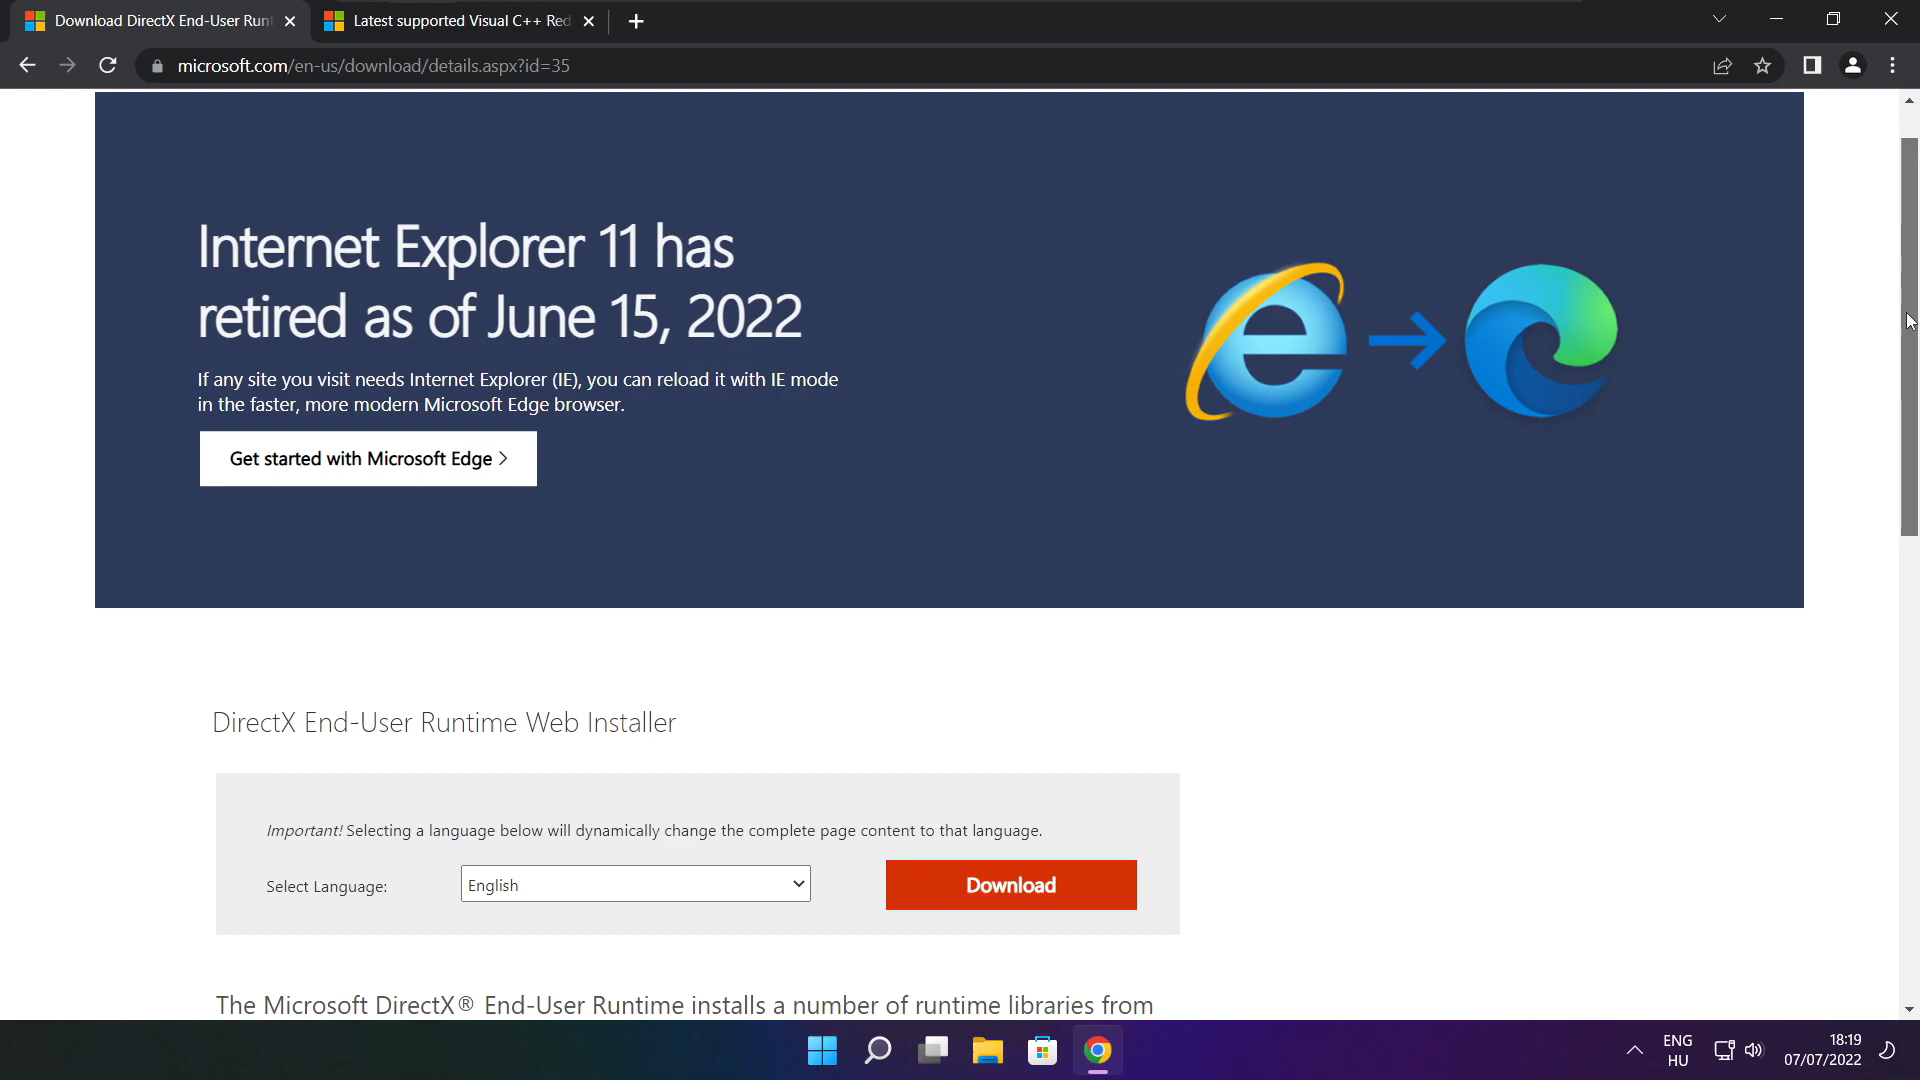 Download DirectX End-User Run
Latest supported Visual C++ Red
microsoft.com/en-us/download/details.aspx?id=35
Internet Explorer 11 has
retired as of June 15, 2022
If any site you visit needs Internet Explorer (IE), you can reload it with IE mode
in the faster, more modern Microsoft Edge browser.
Get started with Microsoft Edge >
DirectX End-User Runtime Web Installer
Important! Selecting a language below will dynamically change the complete page content to that language.
Select Language:
English
Download
The Microsoft DirectX® End-User Runtime installs a number of runtime libraries from
ENG
HU
18:19
07/07/2022